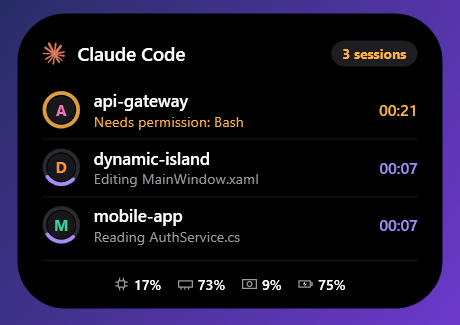 Claude Code
3 sessions
A
api-gateway
Needs permission: Bash
00:21
D
dynamic-island
Editing MainWindow.xaml
00:07
M
mobile-app
Reading AuthService.cs
00:07
17% 73% 9% 75%